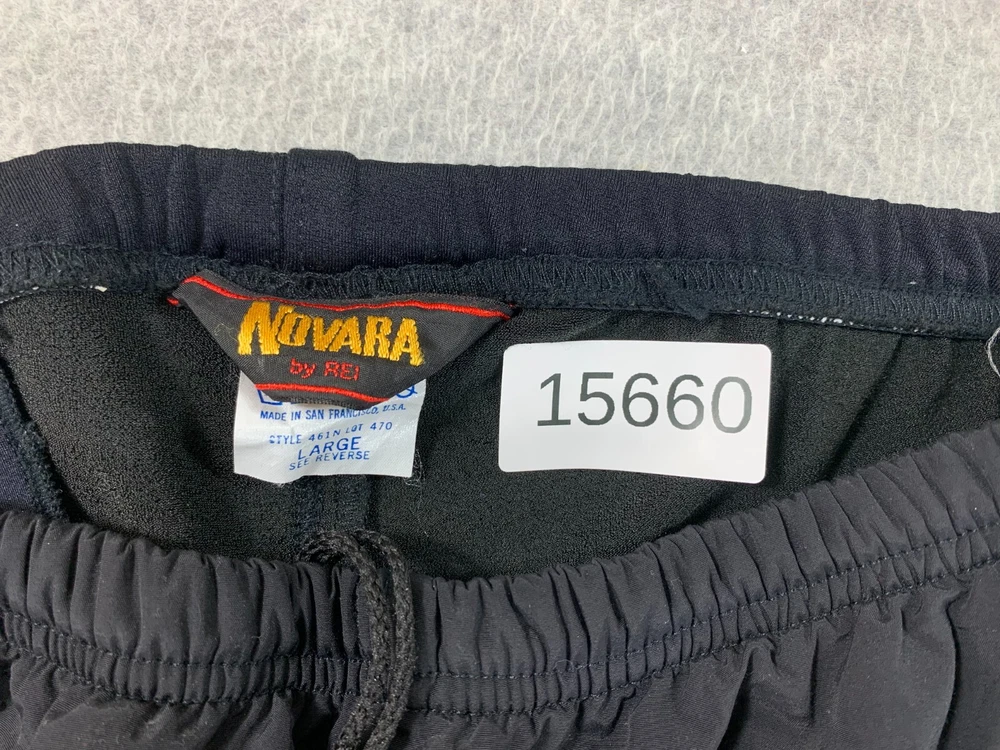 NOVARA
by REI
MADE IN SAN FRANCISCO, U.S.A.
STYLE 461N LOT 470
LARGE
SEE REVERSE
15660